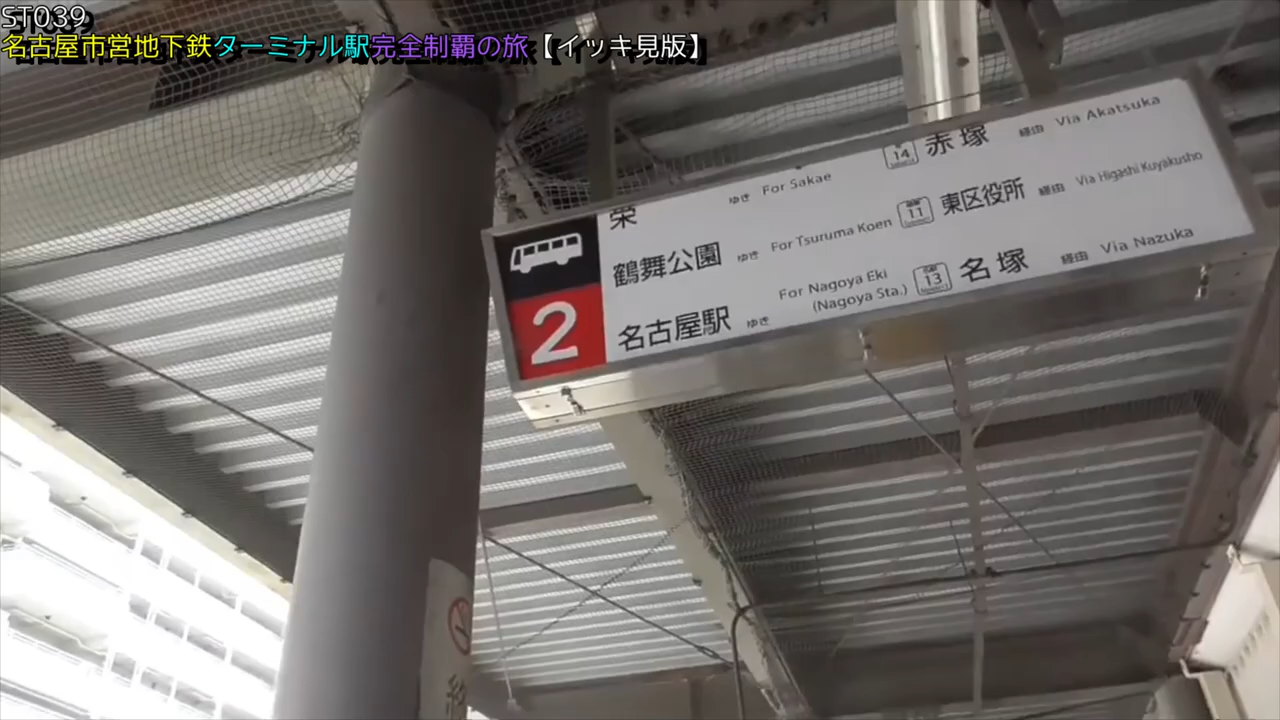 ST039
名古屋市営地下鉄ターミナル駅完全制覇の旅【イッキ見版】
栄 ゆき For Sakae 14 赤塚 経由 Via Akatsuka
鶴舞公園 ゆき For Tsuruma Koen 11 東区役所 経由 Via Higashi Kuyakusho
名古屋駅 ゆき For Nagoya Eki (Nagoya Sta.) 13 名塚 経由 Via Nazuka
2